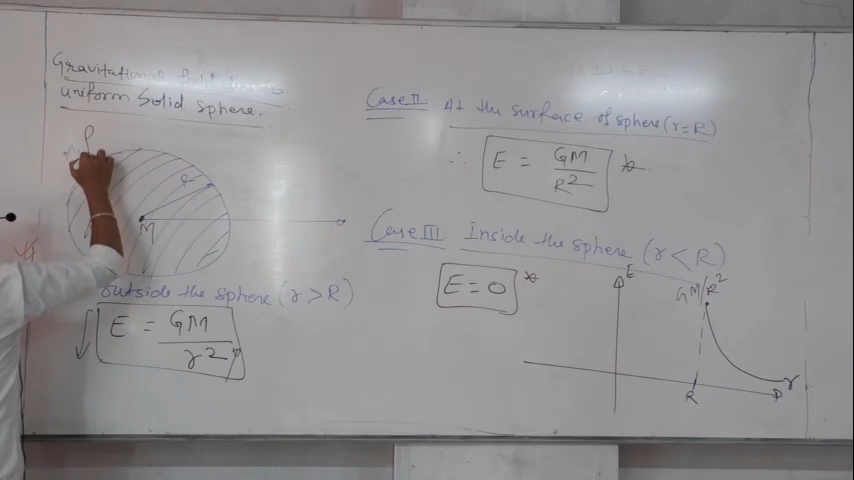 Gravitational field due to
uniform Solid sphere.
ρ
R
M
outside the sphere (r > R)
E = GM / r²
Case II At the surface of sphere (r = R)
∴ E = GM / R²
Case III Inside the sphere (r < R)
E = 0
E
GM/R²
R
r